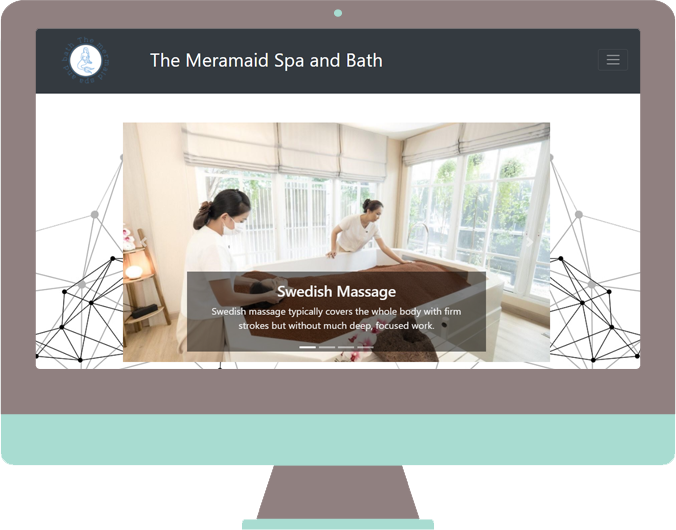 The Meramaid Spa and Bath
Swedish Massage
Swedish massage typically covers the whole body with firm
strokes but without much deep, focused work.